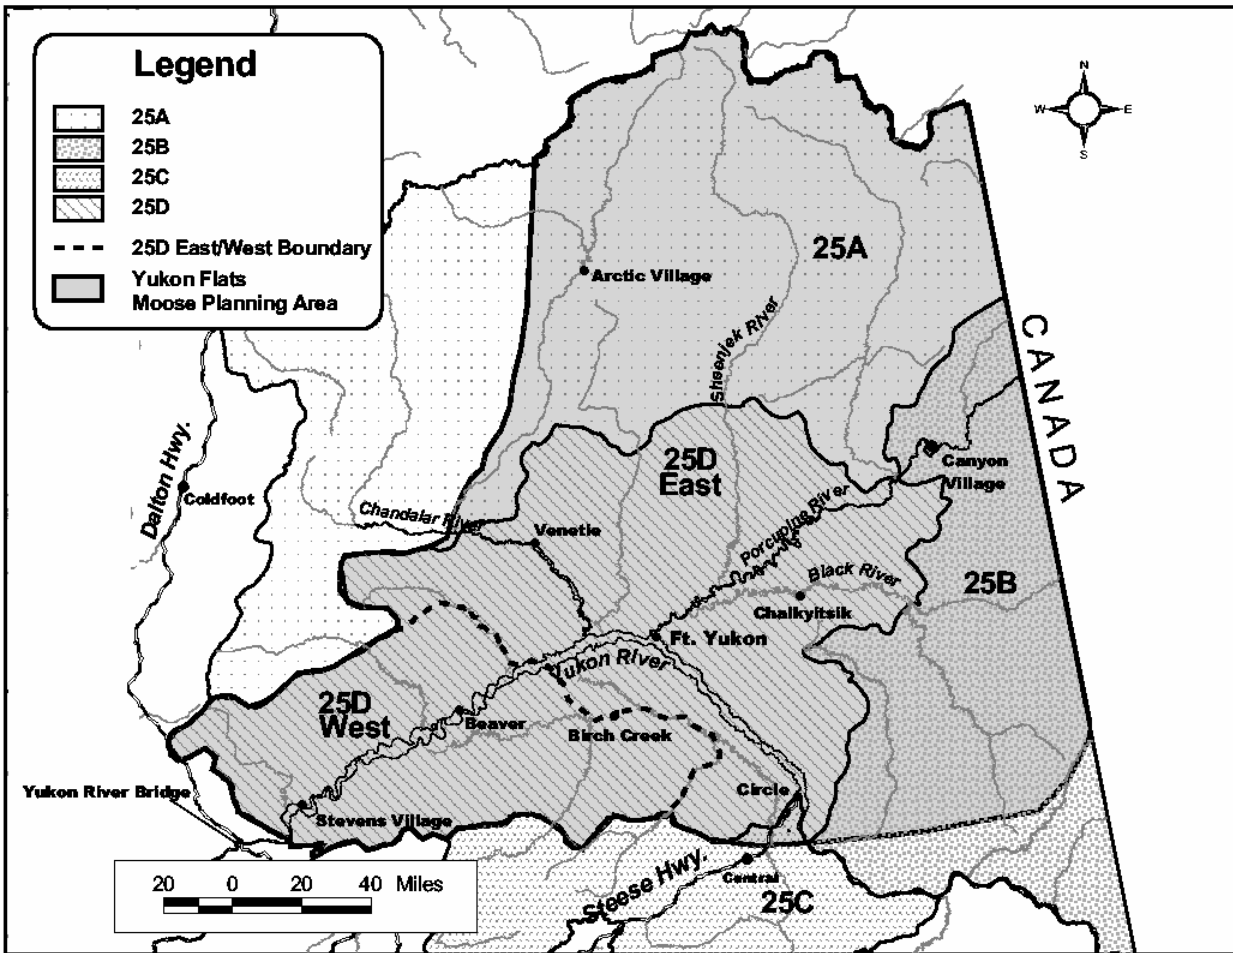 Legend
25A
25B
25C
25D
25D East/West Boundary
Yukon Flats
Moose Planning Area
N
W
E
S
25A
Arctic Village
Sheenjek River
CANADA
Dalton Hwy.
Coldfoot
25D
East
Canyon
Village
Chandalar River
Venetie
Porcupine River
Black River
25B
Chalkyitsik
Ft. Yukon
Yukon River
25D
West
Beaver
Birch Creek
Circle
Yukon River Bridge
Stevens Village
Steese Hwy.
Central
25C
20 0 20 40 Miles